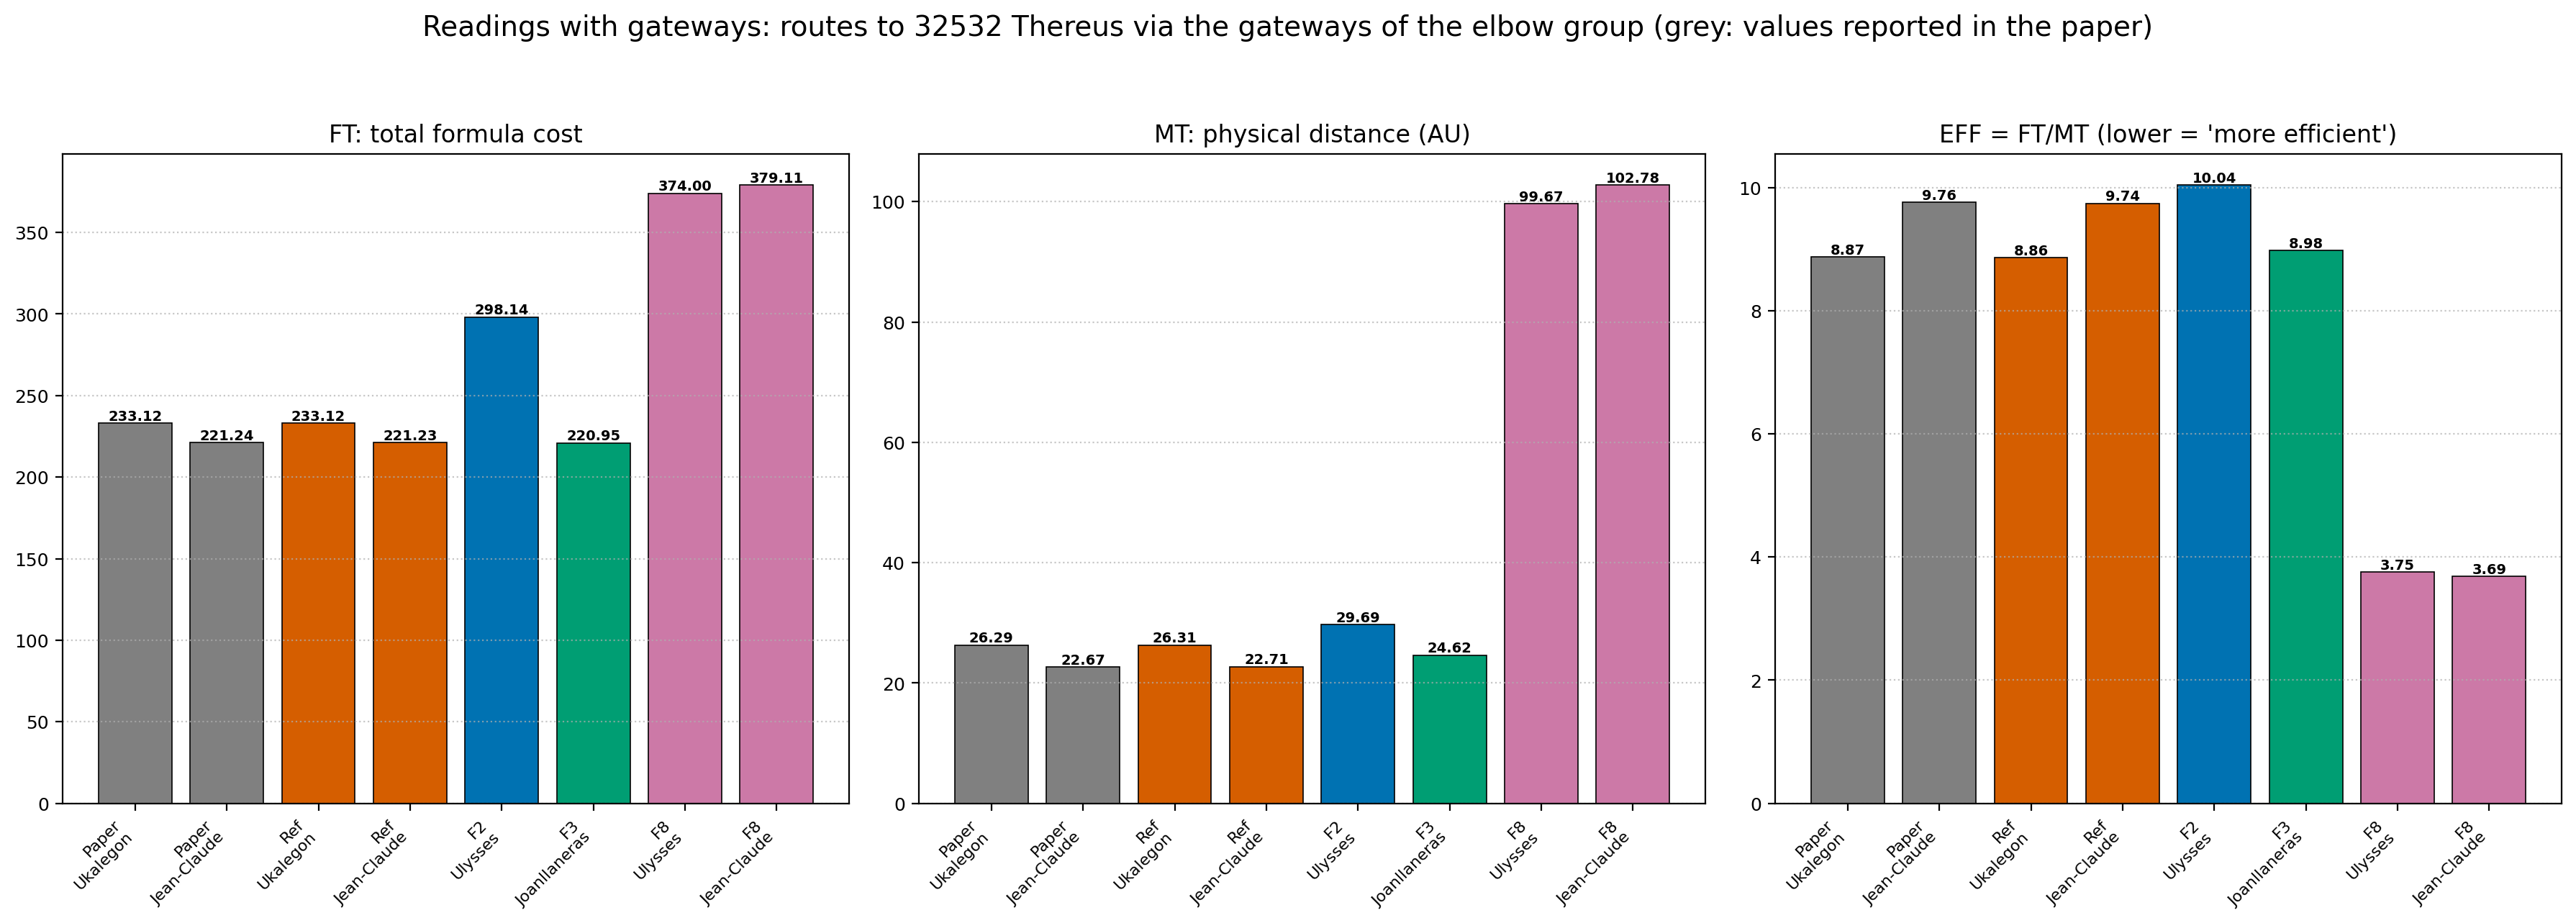 Readings with gateways: routes to 32532 Thereus via the gateways of the elbow group (grey: values reported in the paper)
FT: total formula cost
350
300
250
200
150
100
50
0
233.12
221.24
233.12
221.23
298.14
220.95
374.00
379.11
Paper
Ukalegon
Paper
Jean-Claude
Ref
Ukalegon
Ref
Jean-Claude
F2
Ulysses
F3
Joanllaneras
F8
Ulysses
F8
Jean-Claude
MT: physical distance (AU)
100
80
60
40
20
0
26.29
22.67
26.31
22.71
29.69
24.62
99.67
102.78
Paper
Ukalegon
Paper
Jean-Claude
Ref
Ukalegon
Ref
Jean-Claude
F2
Ulysses
F3
Joanllaneras
F8
Ulysses
F8
Jean-Claude
EFF = FT/MT (lower = 'more efficient')
10
8
6
4
2
0
8.87
9.76
8.86
9.74
10.04
8.98
3.75
3.69
Paper
Ukalegon
Paper
Jean-Claude
Ref
Ukalegon
Ref
Jean-Claude
F2
Ulysses
F3
Joanllaneras
F8
Ulysses
F8
Jean-Claude